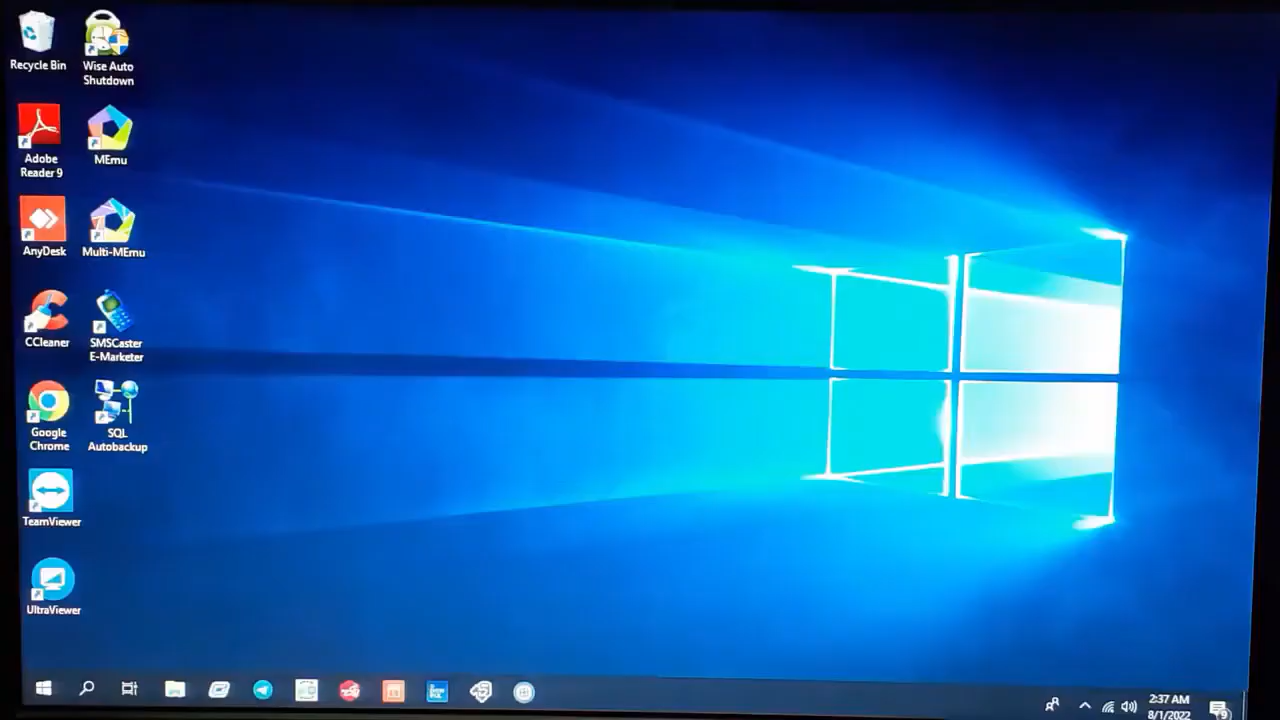 Recycle Bin
Wise Auto
Shutdown
Adobe
Reader 9
MEmu
AnyDesk
Multi-MEmu
CCleaner
SMSCaster
E-Marketer
Google
Chrome
SQL
Autobackup
TeamViewer
UltraViewer
2:37 AM
8/1/2022